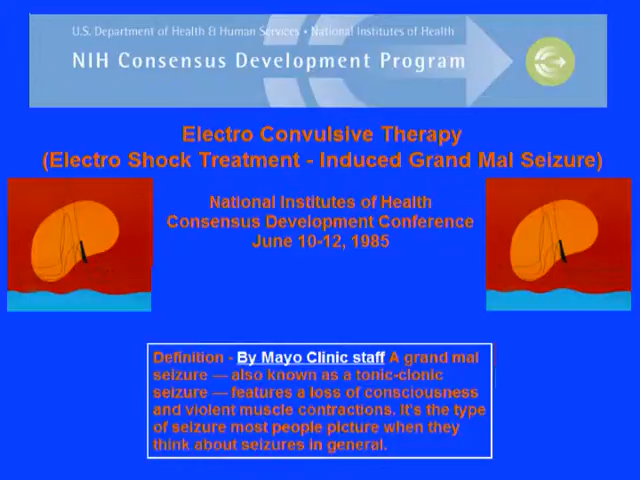 U.S. Department of Health & Human Services • National Institutes of Health
NIH Consensus Development Program
Electro Convulsive Therapy
(Electro Shock Treatment - Induced Grand Mal Seizure)
National Institutes of Health
Consensus Development Conference
June 10-12, 1985
Definition - By Mayo Clinic staff A grand mal
seizure — also known as a tonic-clonic
seizure — features a loss of consciousness
and violent muscle contractions. It's the type
of seizure most people picture when they
think about seizures in general.